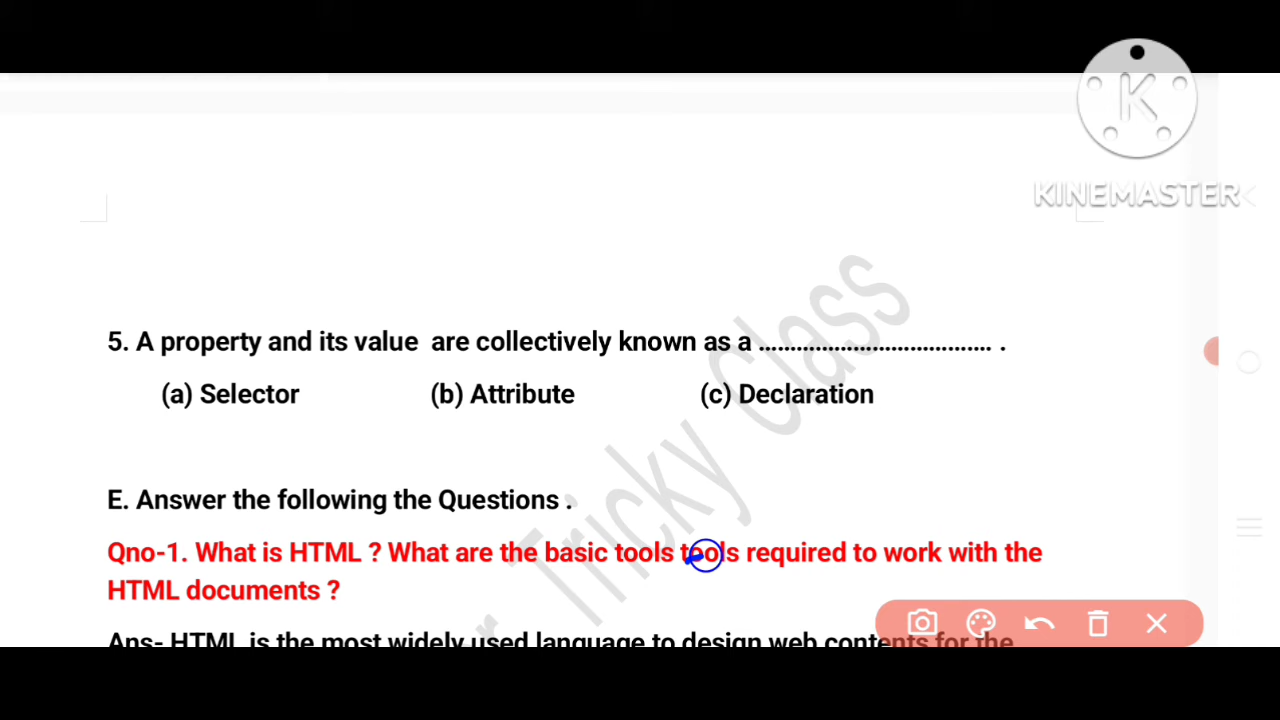 KINEMASTER
5. A property and its value are collectively known as a ..................................... .
(a) Selector (b) Attribute (c) Declaration
E. Answer the following the Questions .
Qno-1. What is HTML ? What are the basic tools tools required to work with the
HTML documents ?
Ans- HTML is the most widely used language to design web contents for the
Tricky Class